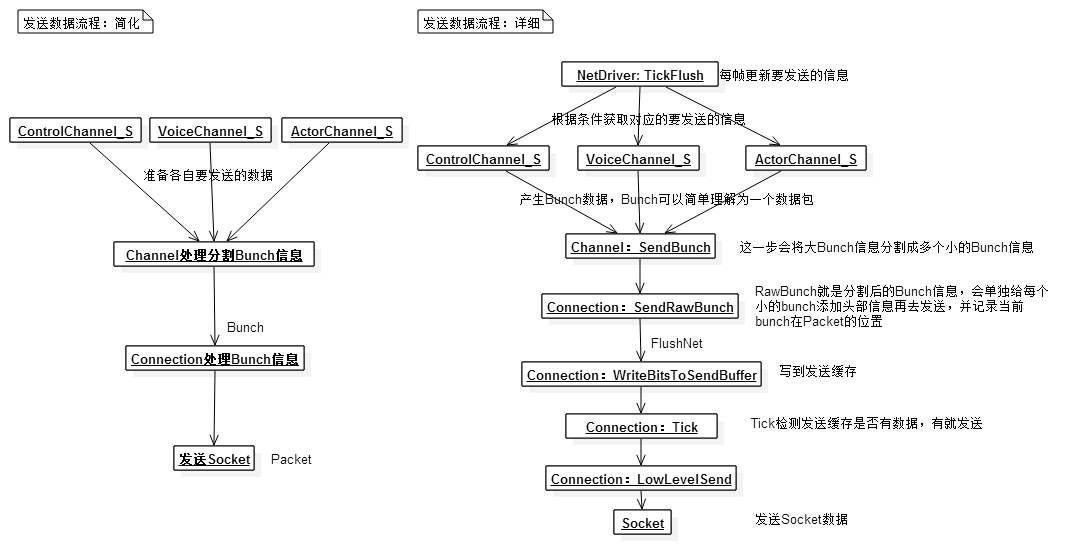 发送数据流程：简化
ControlChannel_S
VoiceChannel_S
ActorChannel_S
准备各自要发送的数据
Channel处理分割Bunch信息
Bunch
Connection处理Bunch信息
发送Socket
Packet
发送数据流程：详细
NetDriver: TickFlush
每帧更新要发送的信息
根据条件获取对应的要发送的信息
ControlChannel_S
VoiceChannel_S
ActorChannel_S
产生Bunch数据，Bunch可以简单理解为一个数据包
Channel：SendBunch
这一步会将大Bunch信息分割成多个小的Bunch信息
Connection：SendRawBunch
RawBunch就是分割后的Bunch信息，会单独给每个
小的bunch添加头部信息再去发送，并记录当前
bunch在Packet的位置
FlushNet
Connection：WriteBitsToSendBuffer
写到发送缓存
Connection：Tick
Tick检测发送缓存是否有数据，有就发送
Connection：LowLevelSend
Socket
发送Socket数据